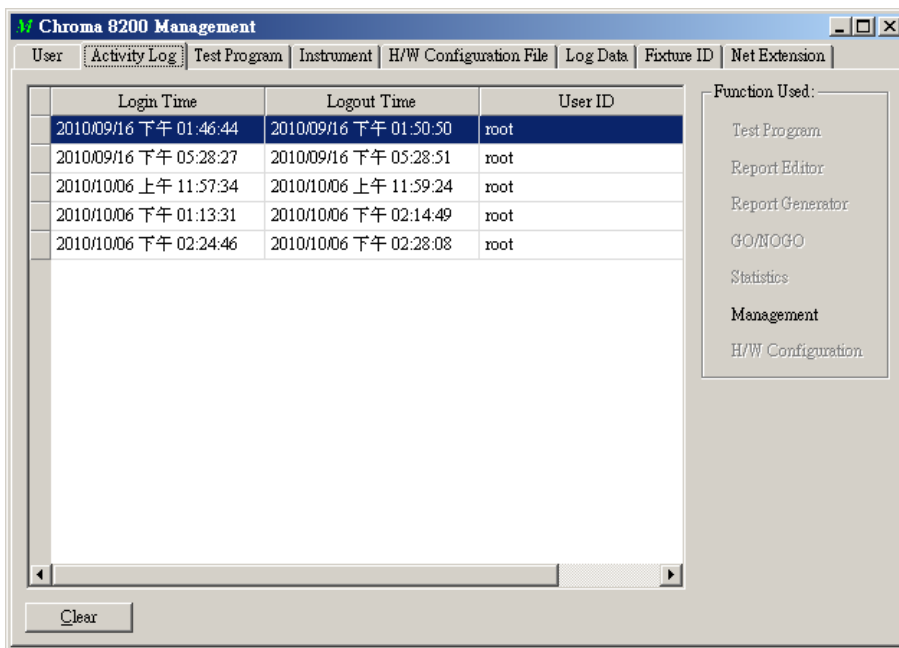 Chroma 8200 Management
User Activity Log Test Program Instrument H/W Configuration File Log Data Fixture ID Net Extension
Login Time Logout Time User ID
2010/09/16 下午 01:46:44 2010/09/16 下午 01:50:50 root
2010/09/16 下午 05:28:27 2010/09/16 下午 05:28:51 root
2010/10/06 上午 11:57:34 2010/10/06 上午 11:59:24 root
2010/10/06 下午 01:13:31 2010/10/06 下午 02:14:49 root
2010/10/06 下午 02:24:46 2010/10/06 下午 02:28:08 root
Function Used:
Test Program
Report Editor
Report Generator
GO/NOGO
Statistics
Management
H/W Configuration
Clear